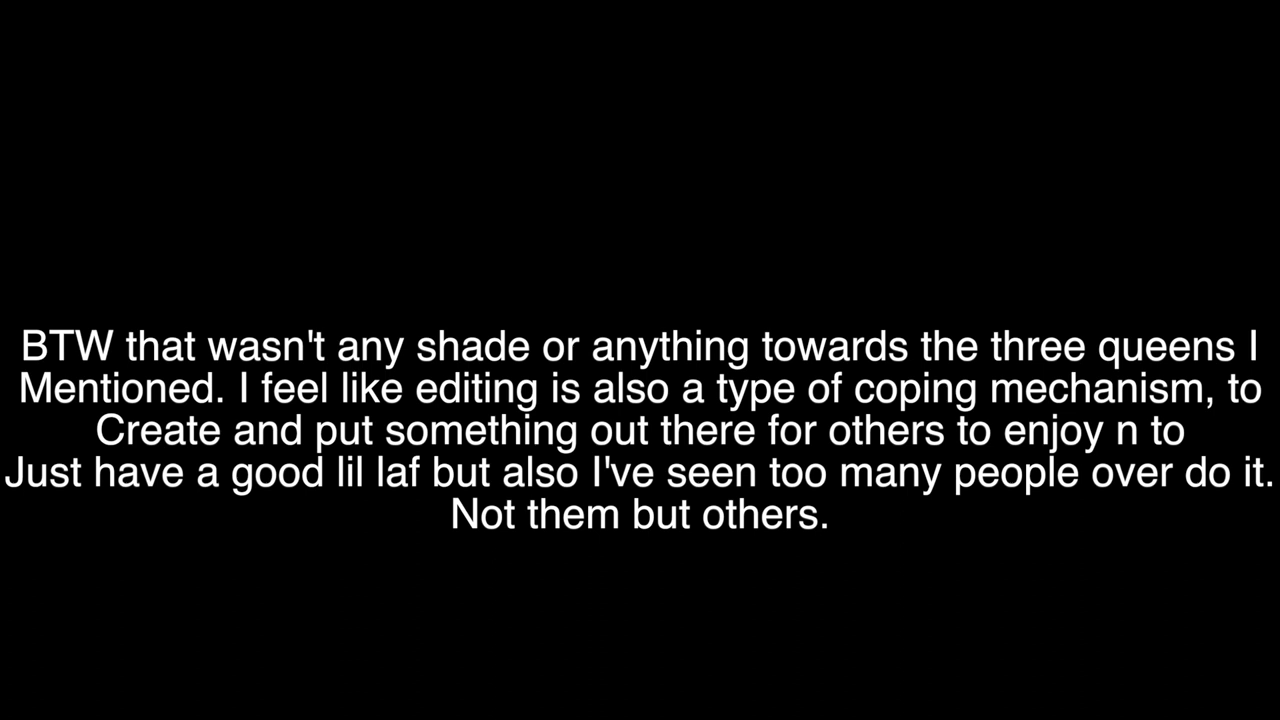 BTW that wasn't any shade or anything towards the three queens I
Mentioned. I feel like editing is also a type of coping mechanism, to
Create and put something out there for others to enjoy n to
Just have a good lil laf but also I've seen too many people over do it.
Not them but others.